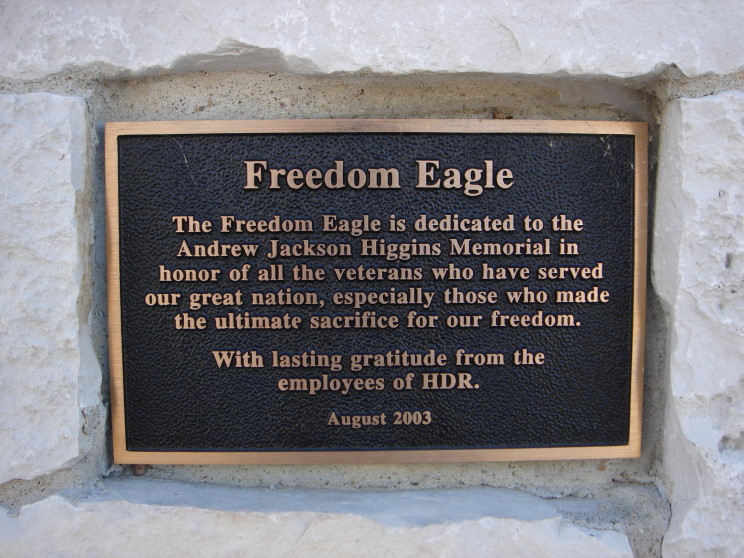 Freedom Eagle
The Freedom Eagle is dedicated to the
Andrew Jackson Higgins Memorial in
honor of all the veterans who have served
our great nation, especially those who made
the ultimate sacrifice for our freedom.
With lasting gratitude from the
employees of HDR.
August 2003